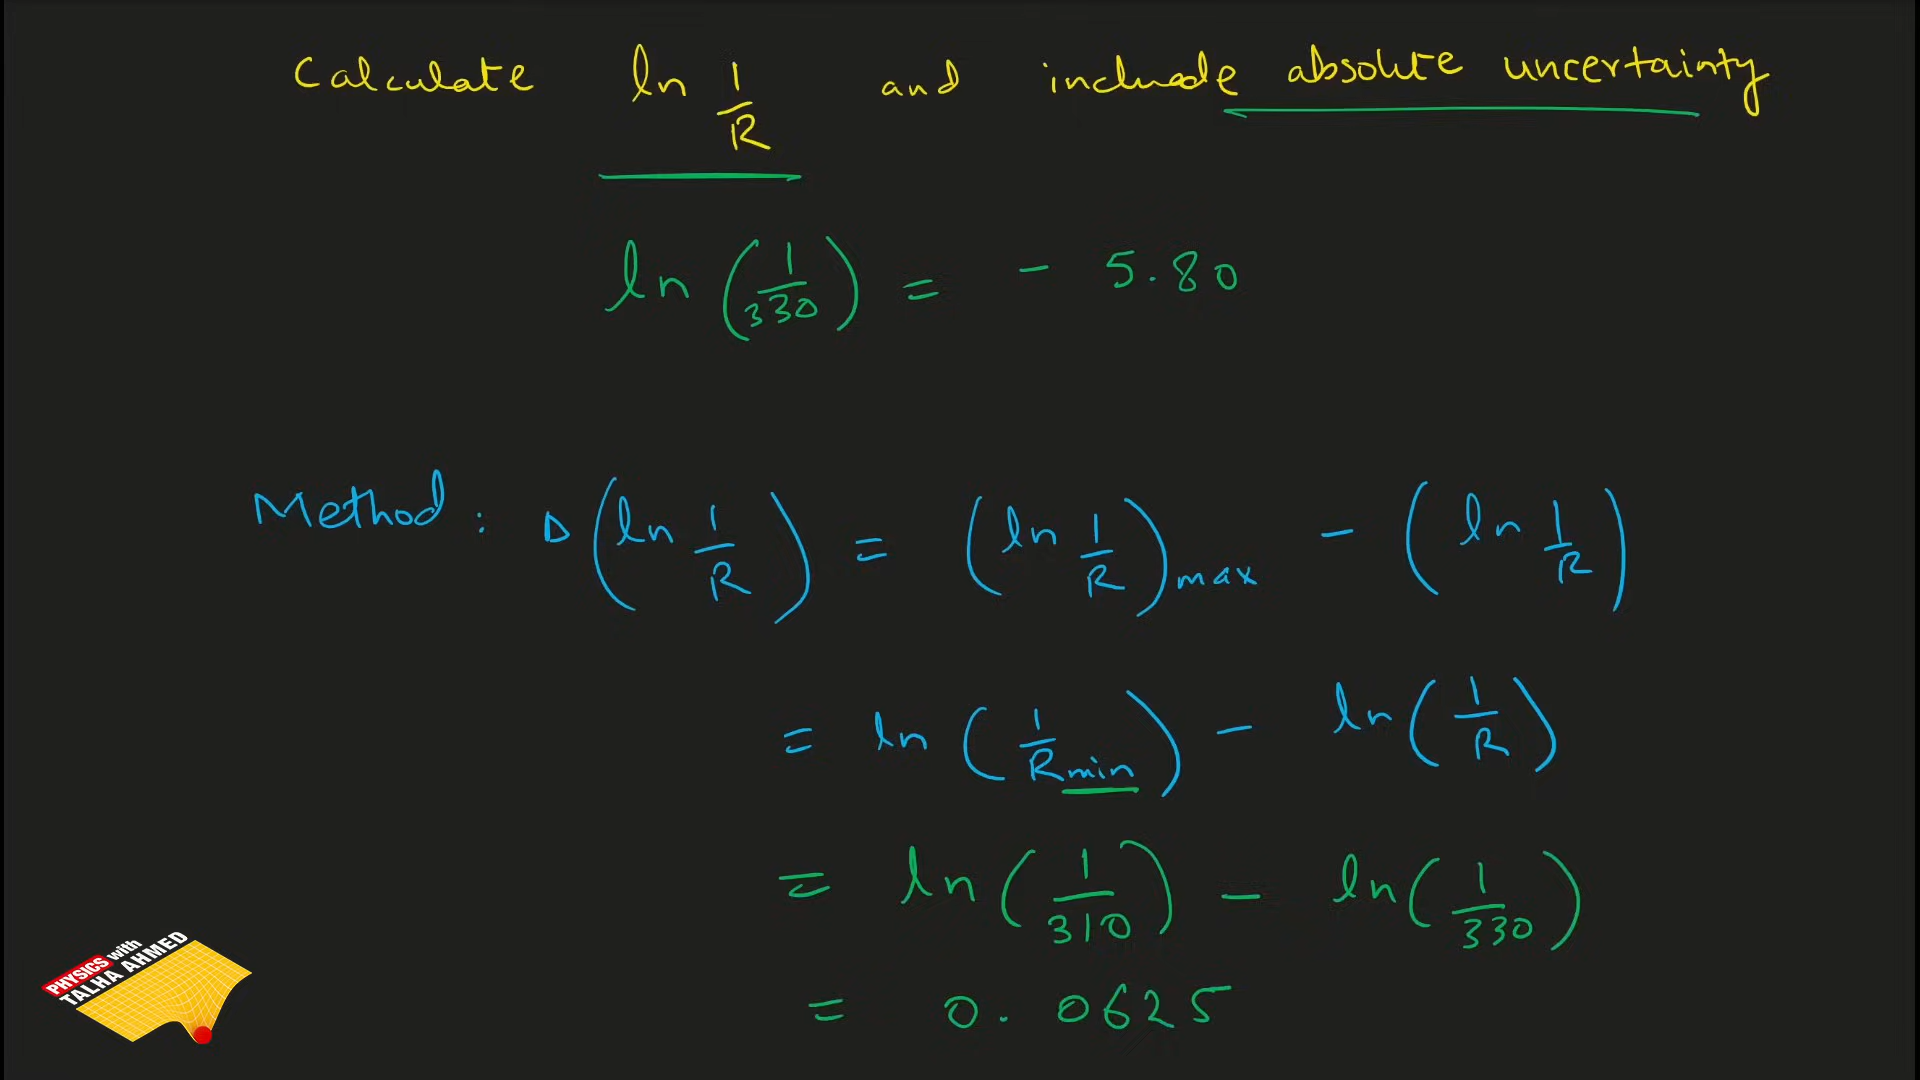 Calculate ln 1/R and include absolute uncertainty
ln (1/330) = - 5.80
Method : Δ (ln 1/R) = (ln 1/R)max - (ln 1/R)
= ln (1/Rmin) - ln (1/R)
= ln (1/310) - ln (1/330)
= 0.0625
PHYSICS with
TALHA AHMED